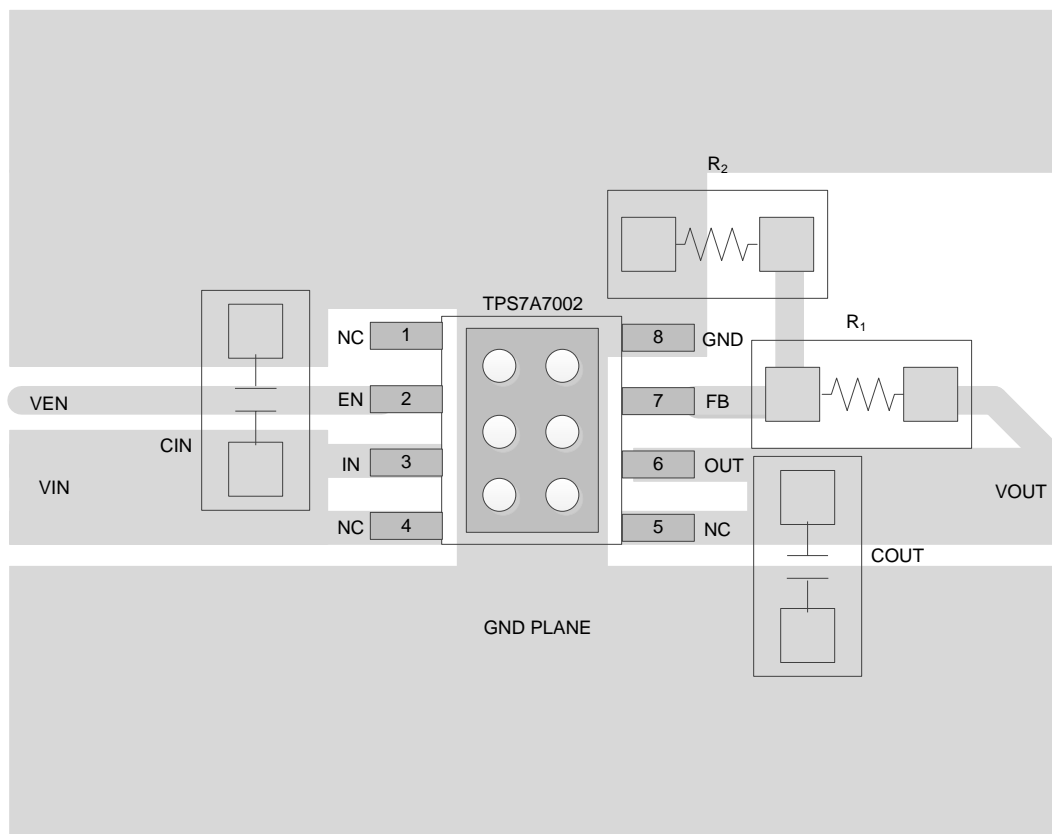 R₂
TPS7A7002
R₁
NC 1
8 GND
VEN
EN 2
7 FB
CIN
VIN
IN 3
6 OUT
VOUT
NC 4
5 NC
COUT
GND PLANE